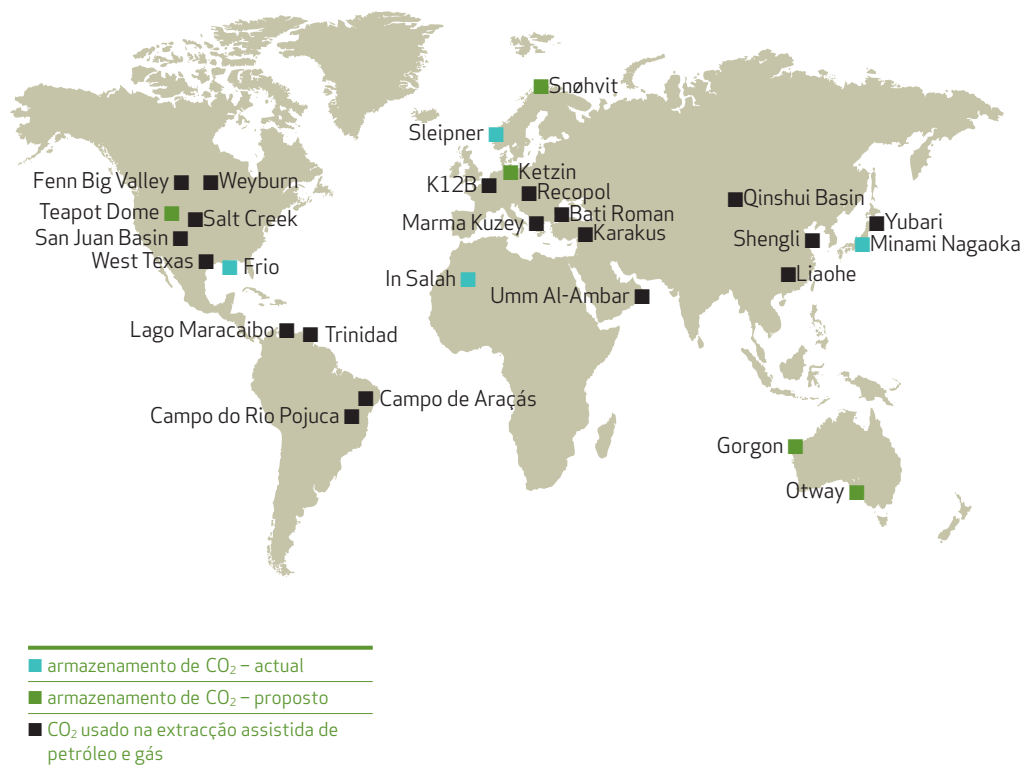 Snøhvit
Sleipner
Ketzin
Fenn Big Valley
Weyburn
K12B
Recopol
Qinshui Basin
Teapot Dome
Salt Creek
Marma Kuzey
Bati Roman
Yubari
San Juan Basin
Karakus
Shengli
Minami Nagaoka
West Texas
Frio
In Salah
Liaohe
Umm Al-Ambar
Lago Maracaibo
Trinidad
Campo de Araçás
Campo do Rio Pojuca
Gorgon
Otway
armazenamento de CO₂ – actual
armazenamento de CO₂ – proposto
CO₂ usado na extracção assistida de
petróleo e gás